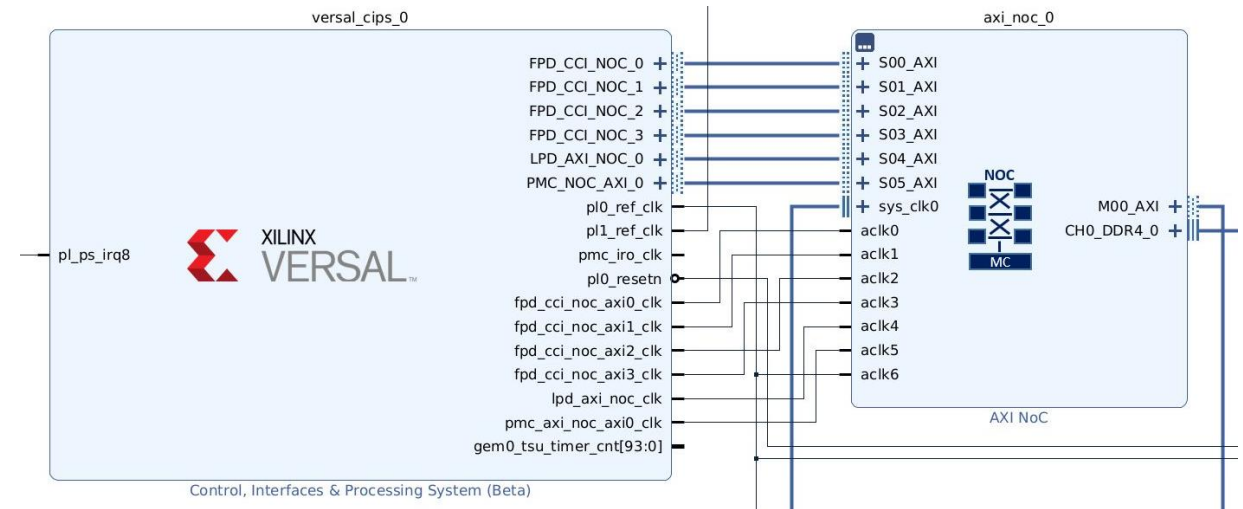 versal_cips_0
FPD_CCI_NOC_0
FPD_CCI_NOC_1
FPD_CCI_NOC_2
FPD_CCI_NOC_3
LPD_AXI_NOC_0
PMC_NOC_AXI_0
pl0_ref_clk
pl1_ref_clk
pmc_iro_clk
pl0_resetn
fpd_cci_noc_axi0_clk
fpd_cci_noc_axi1_clk
fpd_cci_noc_axi2_clk
fpd_cci_noc_axi3_clk
lpd_axi_noc_clk
pmc_axi_noc_axi0_clk
gem0_tsu_timer_cnt[93:0]
pl_ps_irq8
XILINX
VERSAL™
Control, Interfaces & Processing System (Beta)
axi_noc_0
S00_AXI
S01_AXI
S02_AXI
S03_AXI
S04_AXI
S05_AXI
sys_clk0
aclk0
aclk1
aclk2
aclk3
aclk4
aclk5
aclk6
NOC
MC
M00_AXI
CH0_DDR4_0
AXI NoC